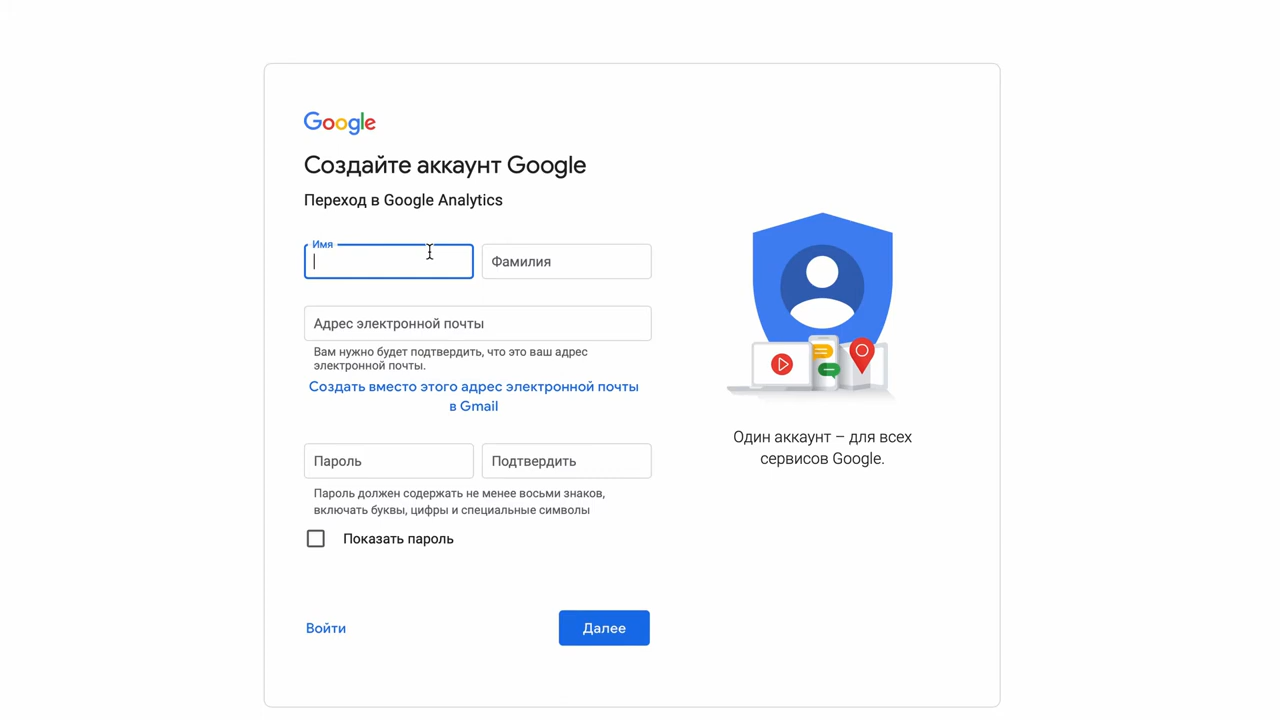 Google
Создайте аккаунт Google
Переход в Google Analytics
Имя
Фамилия
Адрес электронной почты
Вам нужно будет подтвердить, что это ваш адрес
электронной почты.
Создать вместо этого адрес электронной почты
в Gmail
Пароль
Подтвердить
Пароль должен содержать не менее восьми знаков,
включать буквы, цифры и специальные символы
Показать пароль
Войти
Далее
Один аккаунт – для всех
сервисов Google.